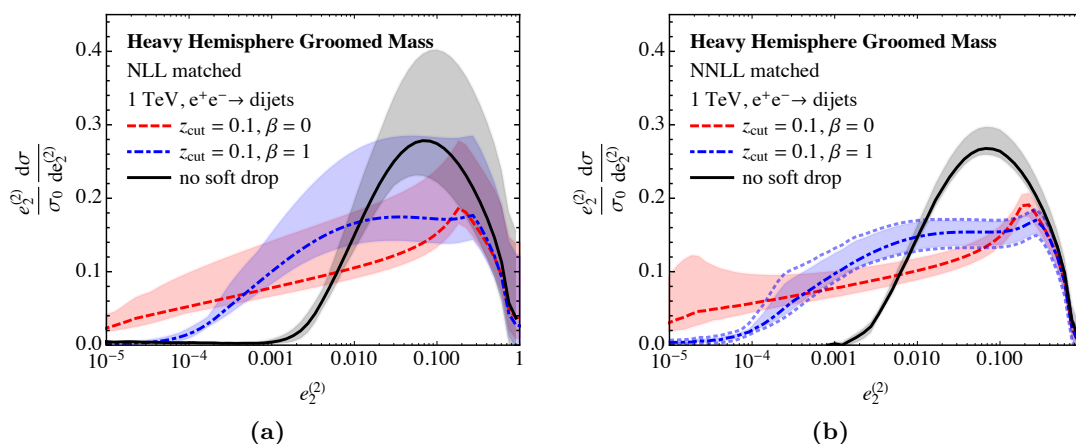 Heavy Hemisphere Groomed Mass
NLL matched
1 TeV, e⁺e⁻→ dijets
z_cut = 0.1, β = 0
z_cut = 0.1, β = 1
no soft drop
0.4
0.3
0.2
0.1
0.0
e₂⁽²⁾/σ₀ dσ/de₂⁽²⁾
10⁻⁵ 10⁻⁴ 0.001 0.010 0.100 1
e₂⁽²⁾
(a)
Heavy Hemisphere Groomed Mass
NNLL matched
1 TeV, e⁺e⁻→ dijets
z_cut = 0.1, β = 0
z_cut = 0.1, β = 1
no soft drop
0.4
0.3
0.2
0.1
0.0
e₂⁽²⁾/σ₀ dσ/de₂⁽²⁾
10⁻⁵ 10⁻⁴ 0.001 0.010 0.100
e₂⁽²⁾
(b)